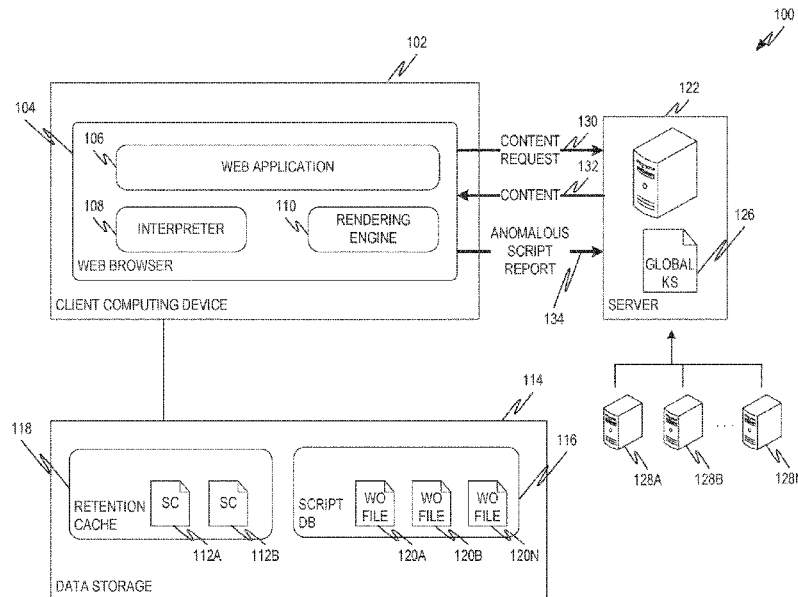 100
102
122
104
106
WEB APPLICATION
CONTENT
REQUEST
130
CONTENT
132
108
INTERPRETER
110
RENDERING
ENGINE
WEB BROWSER
ANOMALOUS
SCRIPT
REPORT
134
GLOBAL
KS
126
CLIENT COMPUTING DEVICE
SERVER
114
118
116
RETENTION
CACHE
SC
SC
112A
112B
SCRIPT
DB
WO
FILE
WO
FILE
WO
FILE
120A
120B
120N
DATA STORAGE
...
128A
128B